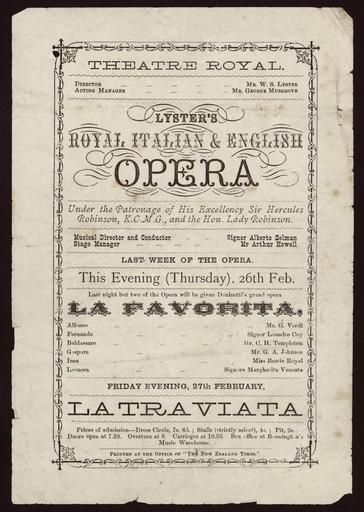 THEATRE ROYAL.
DIRECTOR ... ... ... ... ... MR. W. S. LYSTER
ACTING MANAGER ... ... ... ... MR. GEORGE MUSGROVE
LYSTER'S
ROYAL ITALIAN & ENGLISH
OPERA
Under the Patronage of His Excellency Sir Hercules
Robinson, K.C.M.G., and the Hon. Lady Robinson.
Musical Director and Conductor ... ... Signor Alberto Zelman
Stage Manager ... ... ... Mr Arthur Howell
LAST WEEK OF THE OPERA.
This Evening (Thursday), 26th Feb.
Last night but two of the Opera will be given Donizetti's grand opera
LA FAVORITA,
Alfonso ... ... ... Mr. G. Verdi
Fernando ... ... ... Signor Leandro Coy
Baldassaro ... ... ... Mr. C. H. Templeton
Gaspero ... ... ... Mr. G. A. Johnson
Ines ... ... ... Miss Bessie Royal
Leonora ... ... ... Signora Margherita Venosta
FRIDAY EVENING, 27th FEBRUARY,
LA TRAVIATA
Prices of admission—Dress Circle, 7s. 6d. ; Stalls (strictly select), 4s. ; Pit, 2s.
Doors open at 7.30. Overture at 8. Carriages at 10.30. Box office at Bonnington's
Music Warehouse.
PRINTED AT THE OFFICE OF "THE NEW ZEALAND TIMES."